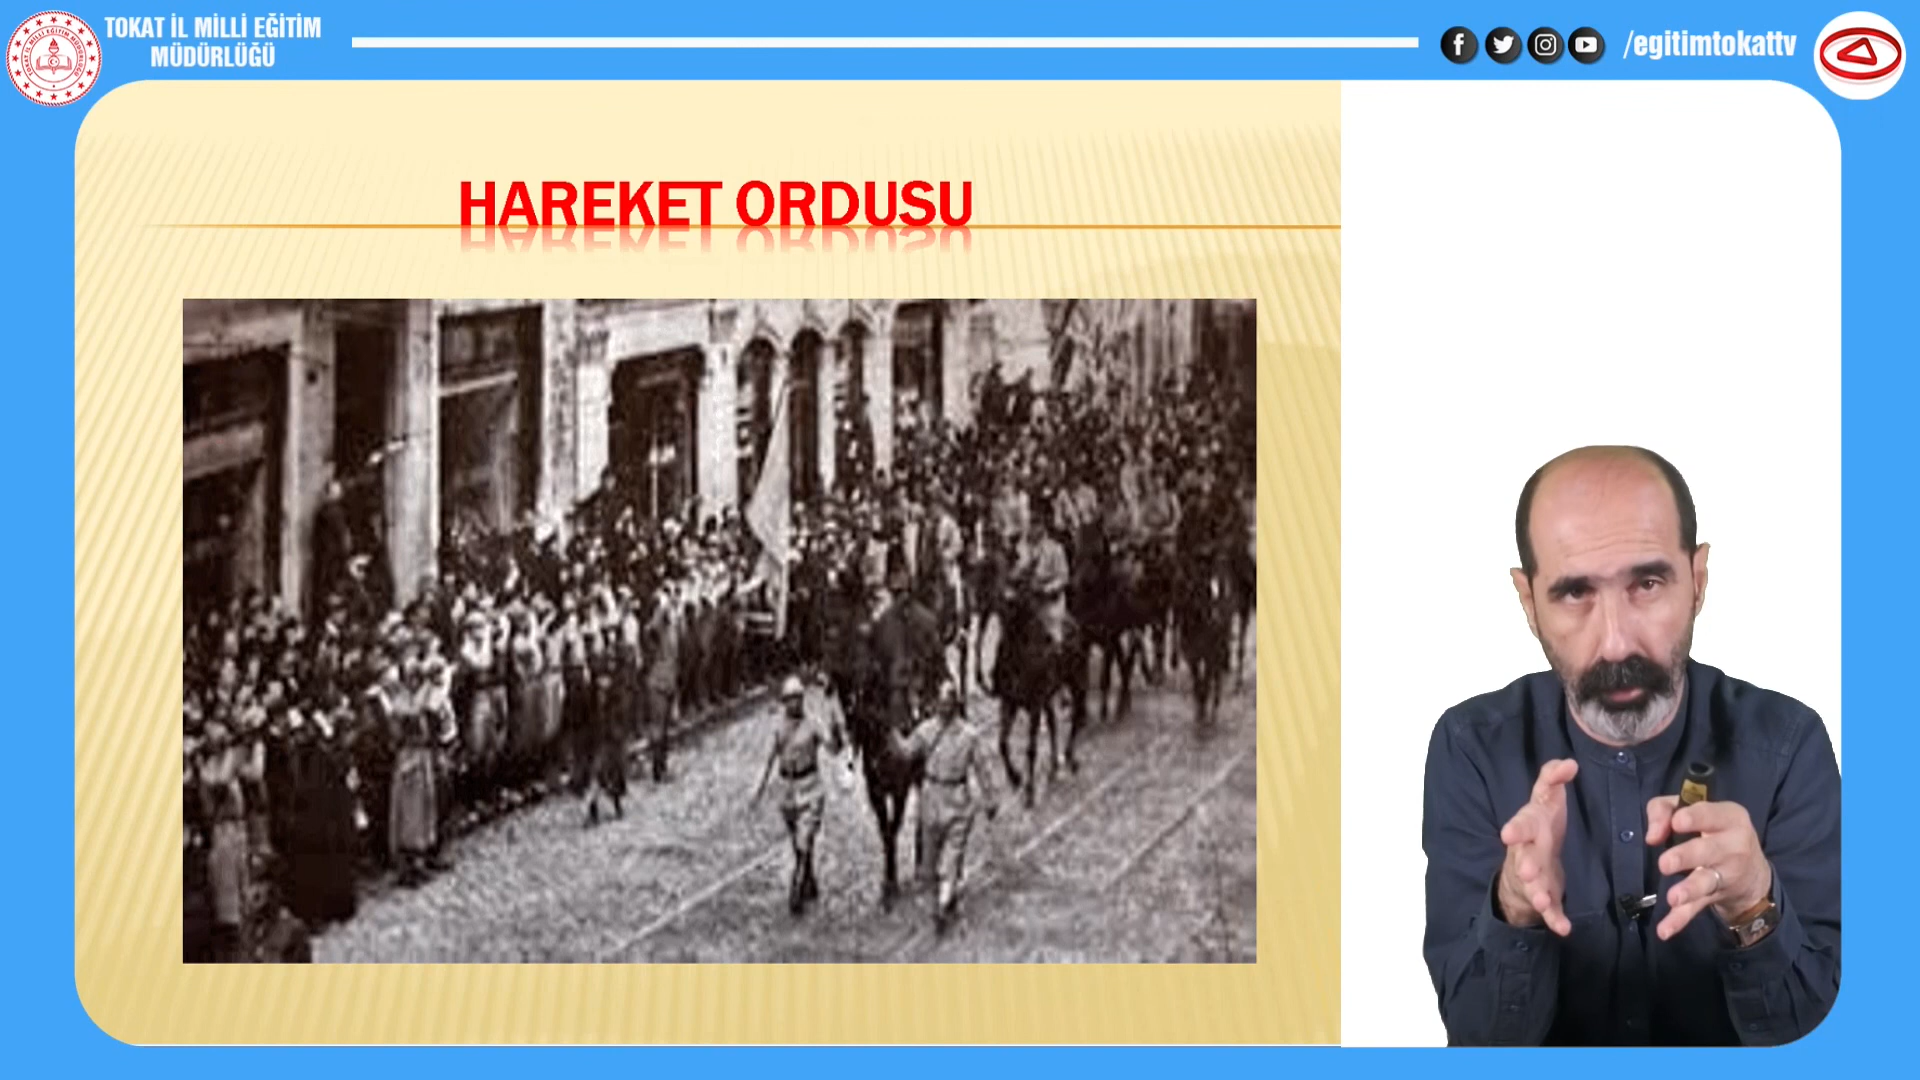 TOKAT İL MİLLİ EĞİTİM
MÜDÜRLÜĞÜ
/egitimtokattv
HAREKET ORDUSU